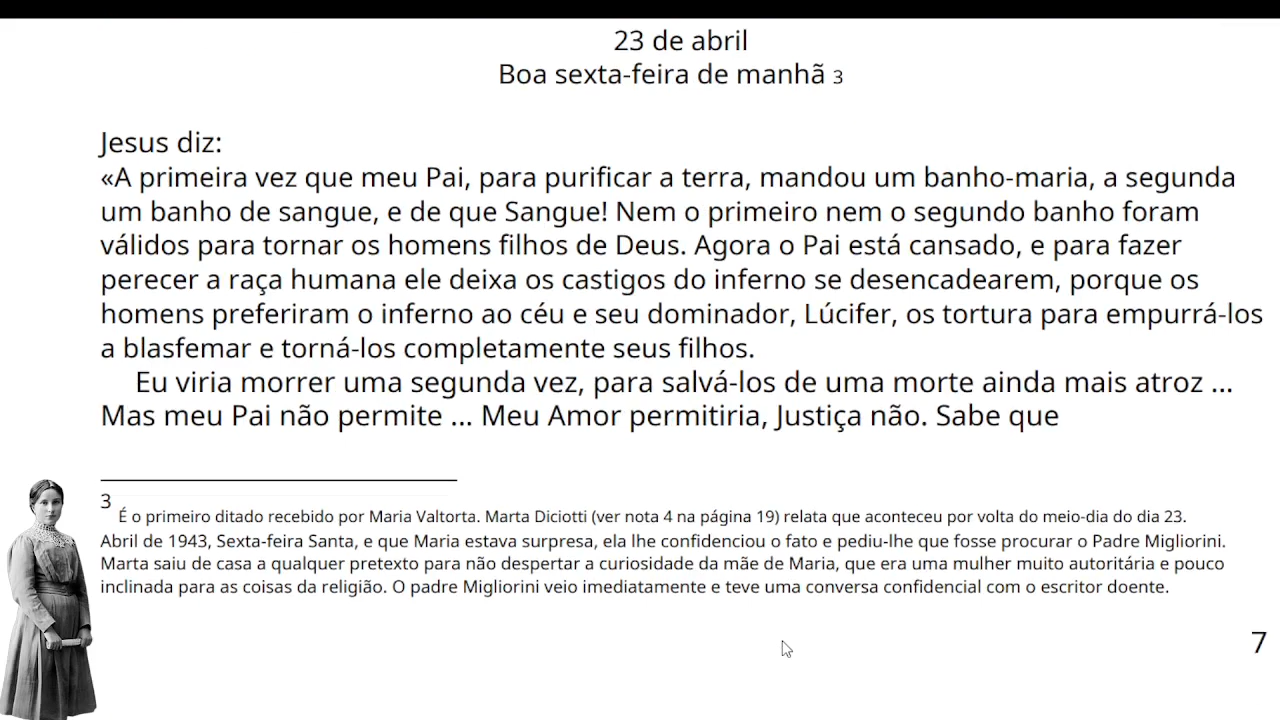 23 de abril
Boa sexta-feira de manhã 3
Jesus diz:
«A primeira vez que meu Pai, para purificar a terra, mandou um banho-maria, a segunda
um banho de sangue, e de que Sangue! Nem o primeiro nem o segundo banho foram
válidos para tornar os homens filhos de Deus. Agora o Pai está cansado, e para fazer
perecer a raça humana ele deixa os castigos do inferno se desencadearem, porque os
homens preferiram o inferno ao céu e seu dominador, Lúcifer, os tortura para empurrá-los
a blasfemar e torná-los completamente seus filhos.
Eu viria morrer uma segunda vez, para salvá-los de uma morte ainda mais atroz ...
Mas meu Pai não permite ... Meu Amor permitiria, Justiça não. Sabe que
3
É o primeiro ditado recebido por Maria Valtorta. Marta Diciotti (ver nota 4 na página 19) relata que aconteceu por volta do meio-dia do dia 23.
Abril de 1943, Sexta-feira Santa, e que Maria estava surpresa, ela lhe confidenciou o fato e pediu-lhe que fosse procurar o Padre Migliorini.
Marta saiu de casa a qualquer pretexto para não despertar a curiosidade da mãe de Maria, que era uma mulher muito autoritária e pouco
inclinada para as coisas da religião. O padre Migliorini veio imediatamente e teve uma conversa confidencial com o escritor doente.
7